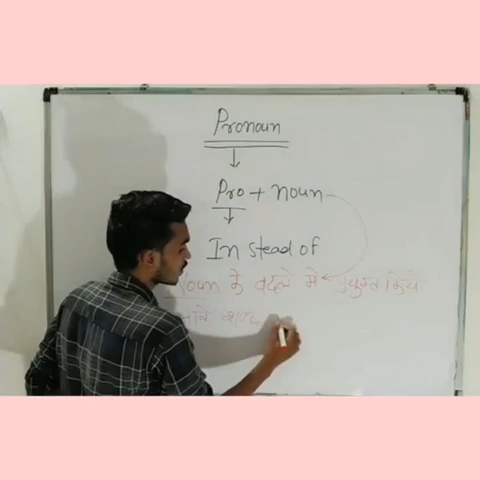 Pronoun
Pro + noun
In stead of
Noun के बदले में प्रयुक्त किये
जाने